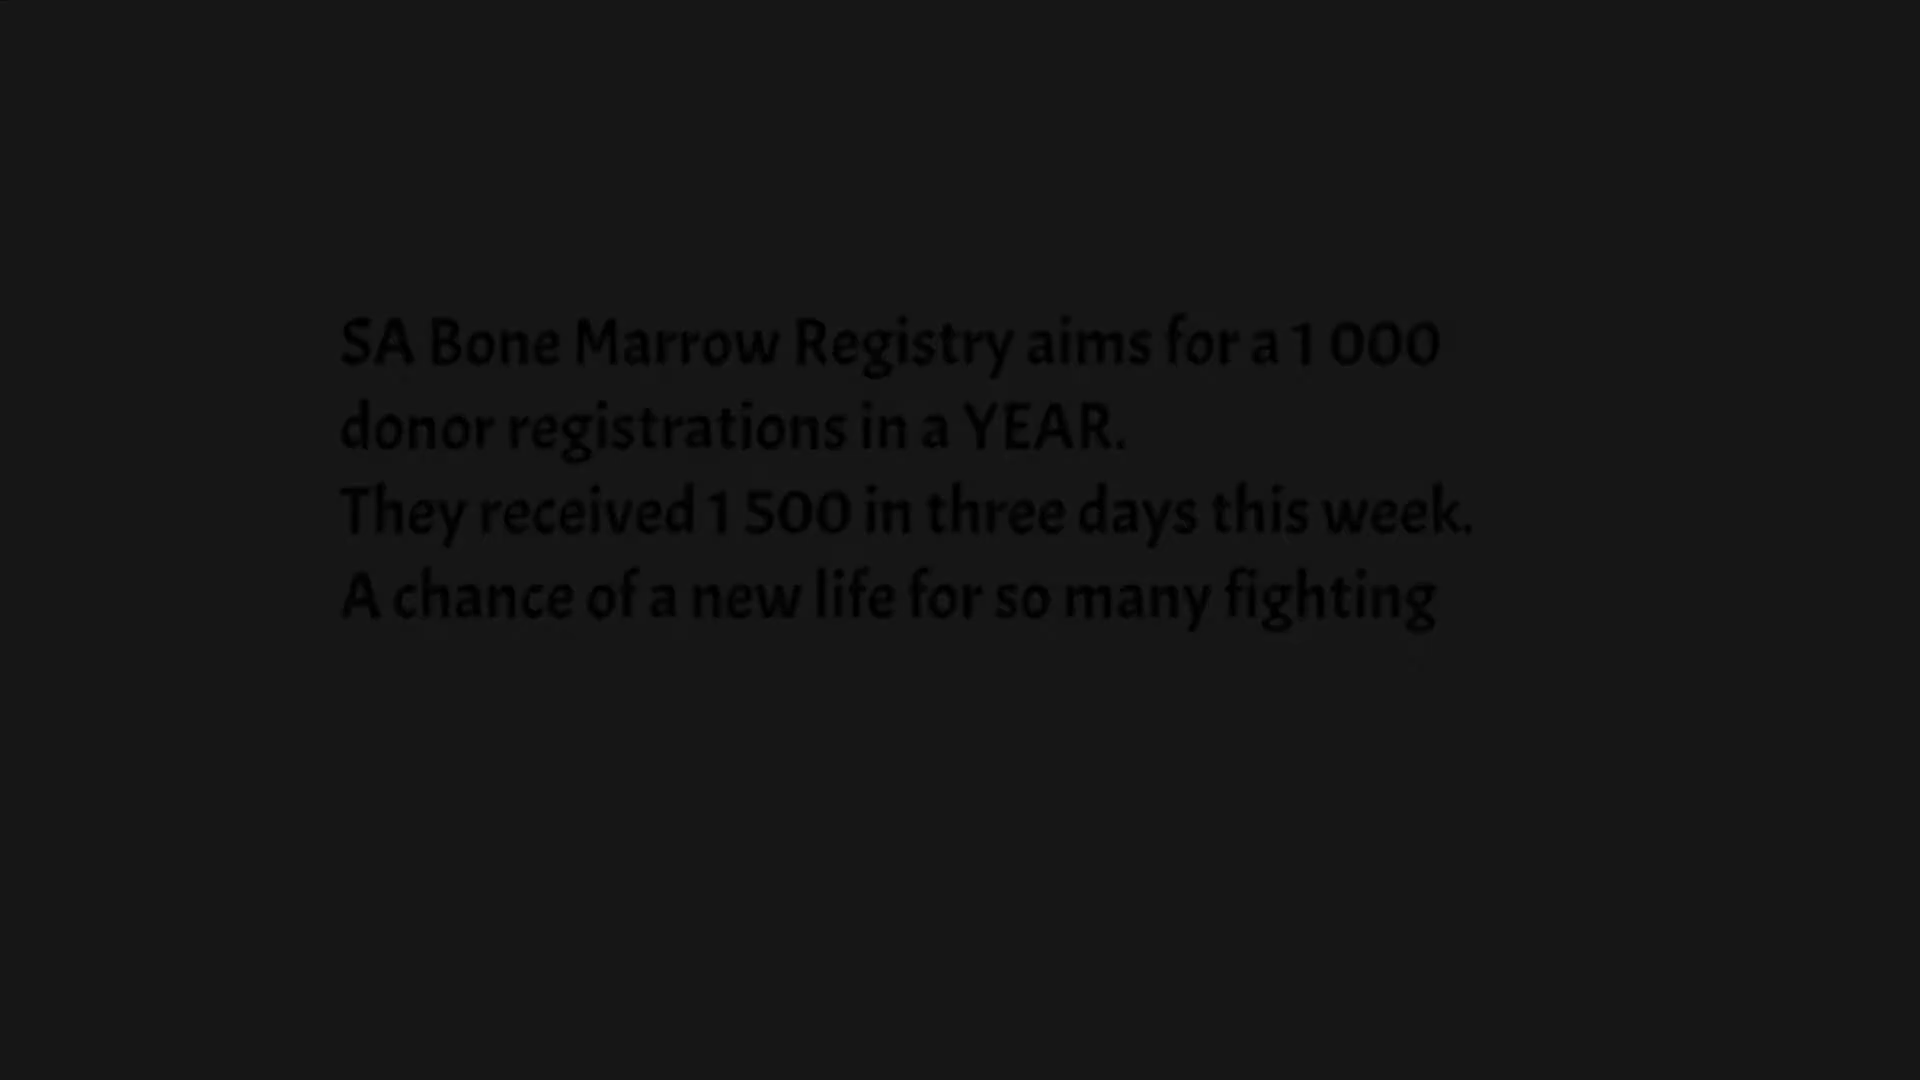 SA Bone Marrow Registry aims for a 1 000
donor registrations in a YEAR.
They received 1 500 in three days this week.
A chance of a new life for so many fighting